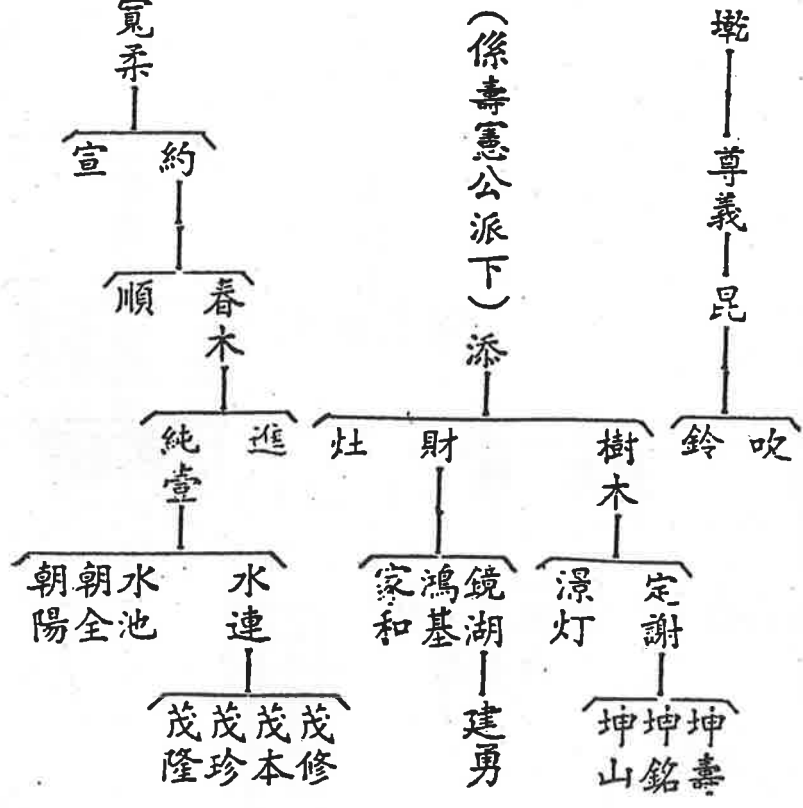 墘
尊義
昆
吹
鈴
(係壽憲公派下)
添
樹木
財
灶
定謝
澋灯
坤壽
坤銘
坤山
鏡湖
鴻基
家和
建勇
寬柔
約
宣
春木
順
進
純壹
水連
水池
朝全
朝陽
茂修
茂本
茂珍
茂隆